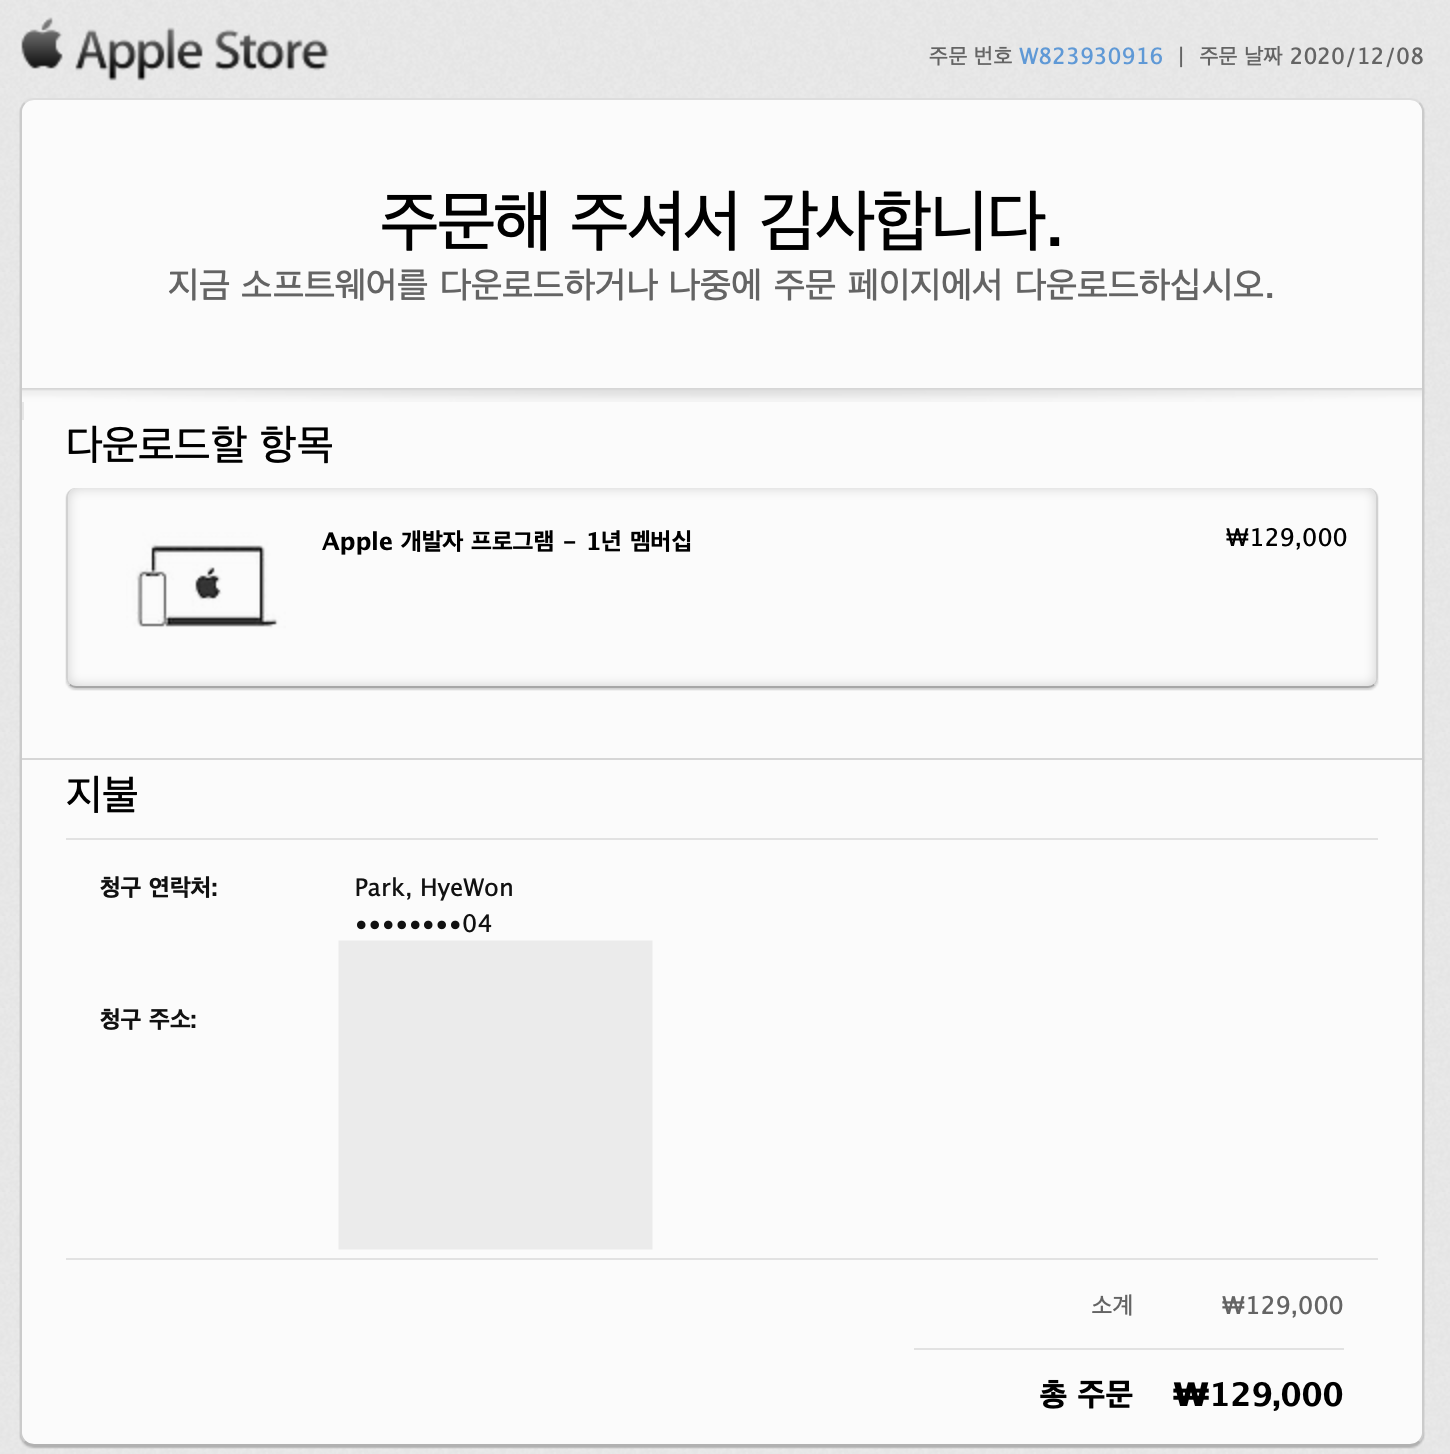 Apple Store
주문 번호 W823930916 | 주문 날짜 2020/12/08
주문해 주셔서 감사합니다.
지금 소프트웨어를 다운로드하거나 나중에 주문 페이지에서 다운로드하십시오.
다운로드할 항목
Apple 개발자 프로그램 – 1년 멤버십 ₩129,000
지불
청구 연락처: Park, HyeWon
••••••••04
청구 주소:
소계 ₩129,000
총 주문 ₩129,000